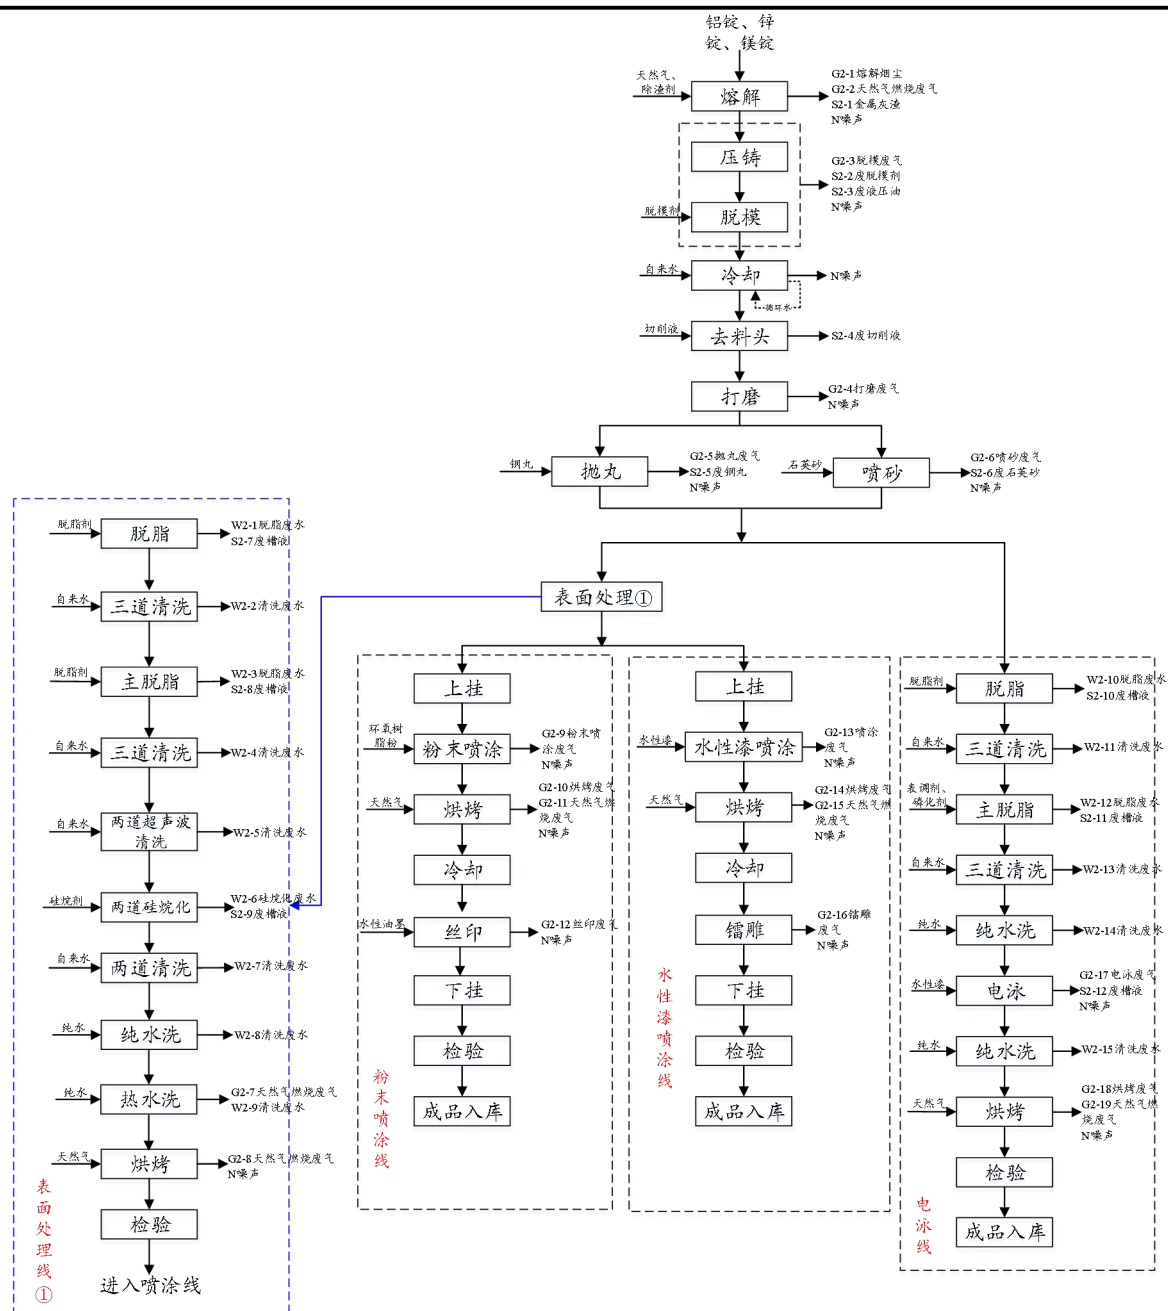 铝锭、锌
锭、镁锭
天然气、
除渣剂
熔解
G2-1熔解烟尘
G2-2天然气燃烧废气
S2-1金属灰渣
N噪声
压铸
G2-3脱模废气
S2-2废脱模剂
S2-3废液压油
N噪声
脱模剂
脱模
自来水
冷却
N噪声
循环水
切削液
去料头
S2-4废切削液
打磨
G2-4打磨废气
N噪声
钢丸
抛丸
G2-5抛丸废气
S2-5废钢丸
N噪声
石英砂
喷砂
G2-6喷砂废气
S2-6废石英砂
N噪声
脱脂剂
脱脂
W2-1脱脂废水
S2-7废槽液
自来水
三道清洗
W2-2清洗废水
脱脂剂
主脱脂
W2-3脱脂废水
S2-8废槽液
自来水
三道清洗
W2-4清洗废水
自来水
两道超声波
清洗
W2-5清洗废水
硅烷剂
两道硅烷化
W2-6硅烷化废水
S2-9废槽液
自来水
两道清洗
W2-7清洗废水
纯水
纯水洗
W2-8清洗废水
纯水
热水洗
G2-7天然气燃烧废气
W2-9清洗废水
天然气
烘烤
G2-8天然气燃烧废气
N噪声
检验
进入喷涂线
表面处理线①
表面处理①
上挂
环氧树
脂粉
粉末喷涂
G2-9粉末喷
涂废气
N噪声
天然气
烘烤
G2-10烘烤废气
G2-11天然气燃
烧废气
N噪声
冷却
水性油墨
丝印
G2-12丝印废气
N噪声
下挂
检验
成品入库
粉末喷涂线
上挂
水性漆
水性漆喷涂
G2-13喷涂
废气
N噪声
天然气
烘烤
G2-14烘烤废气
G2-15天然气燃
烧废气
N噪声
冷却
镭雕
G2-16镭雕
废气
N噪声
下挂
检验
成品入库
水性漆喷涂线
脱脂剂
脱脂
W2-10脱脂废水
S2-10废槽液
自来水
三道清洗
W2-11清洗废水
表调剂、
磷化剂
主脱脂
W2-12脱脂废水
S2-11废槽液
自来水
三道清洗
W2-13清洗废水
纯水
纯水洗
W2-14清洗废水
水性漆
电泳
G2-17电泳废气
S2-12废槽液
N噪声
纯水
纯水洗
W2-15清洗废水
天然气
烘烤
G2-18烘烤废气
G2-19天然气燃
烧废气
N噪声
检验
成品入库
电泳线